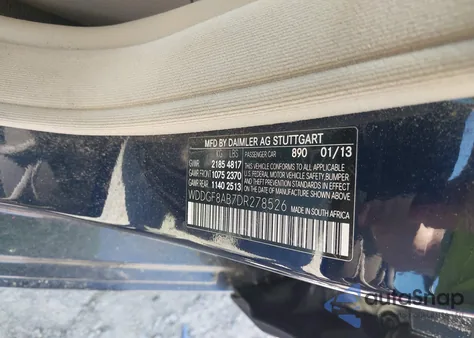 MFD BY DAIMLER AG STUTTGART
KG LBS PASSENGER CAR 890 01/13
GVWR 2185 4817 THIS VEHICLE CONFORMS TO ALL APPLICABLE
GAWR FRONT 1075 2370 U.S. FEDERAL MOTOR VEHICLE SAFETY, BUMPER
GAWR REAR 1140 2513 AND THEFT PREVENTION STANDARDS IN EFFECT
ON THE DATE OF MANUFACTURE SHOWN ABOVE
WDDGF8AB7DR278526
MADE IN SOUTH AFRICA
autoSnap